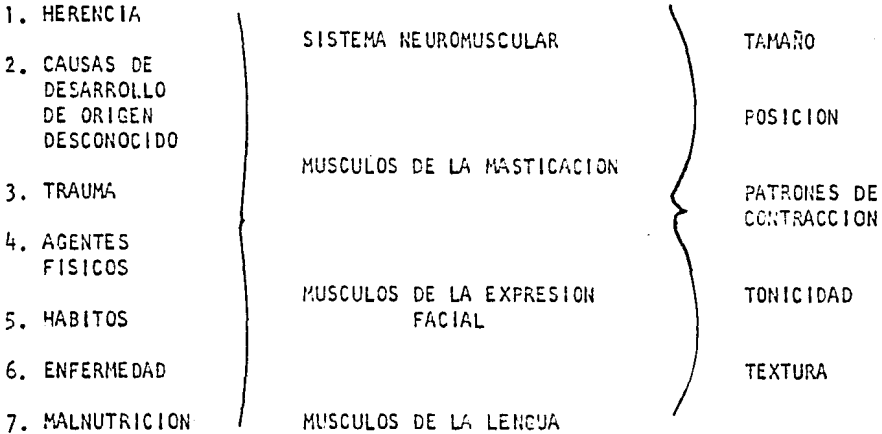 1. HERENCIA
2. CAUSAS DE
DESARROLLO
DE ORIGEN
DESCONOCIDO
3. TRAUMA
4. AGENTES
FISICOS
5. HABITOS
6. ENFERMEDAD
7. MALNUTRICION
SISTEMA NEUROMUSCULAR
MUSCULOS DE LA MASTICACION
MUSCULOS DE LA EXPRESION
FACIAL
MUSCULOS DE LA LENGUA
TAMAÑO
POSICION
PATRONES DE
CONTRACCION
TONICIDAD
TEXTURA